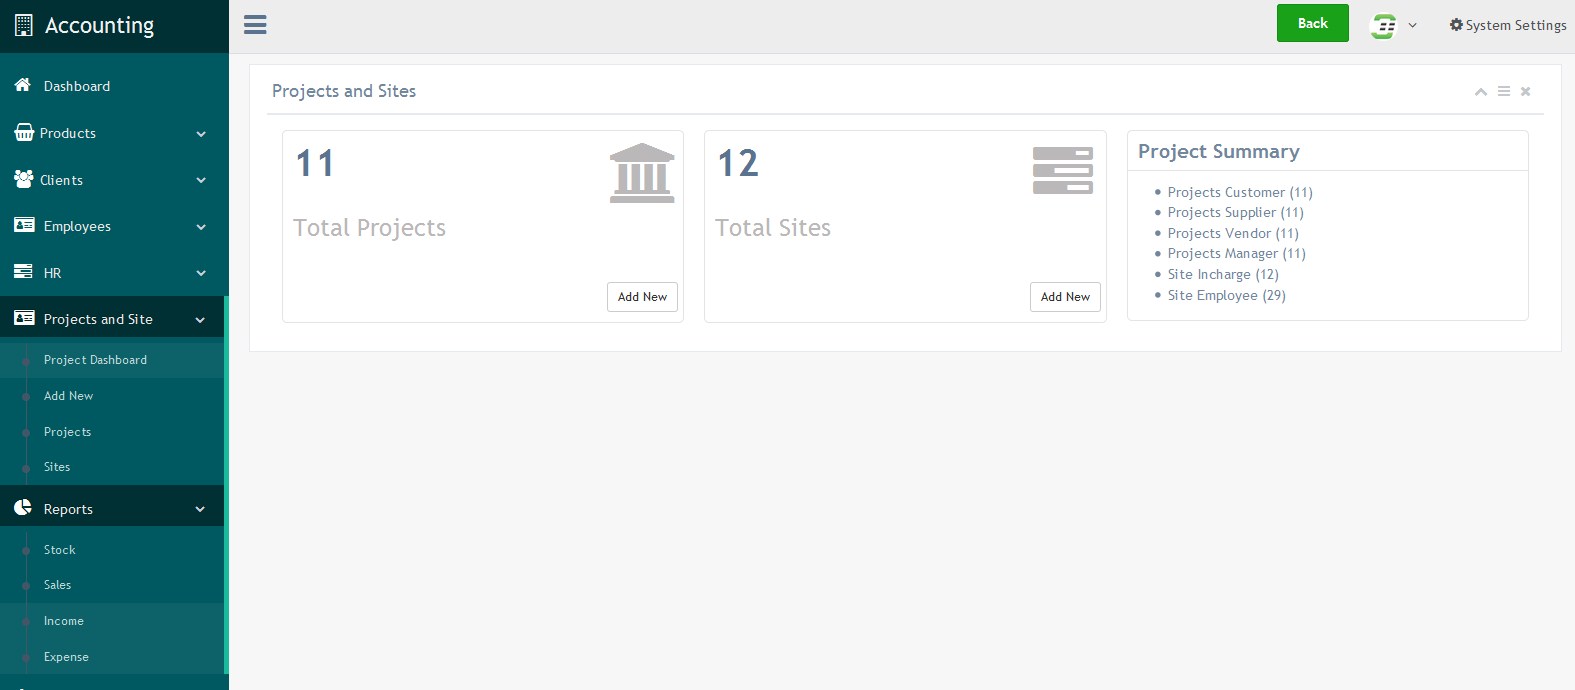 Accounting
Back
System Settings
Dashboard
Products
Clients
Employees
HR
Projects and Site
Project Dashboard
Add New
Projects
Sites
Reports
Stock
Sales
Income
Expense
Projects and Sites
11
Total Projects
Add New
12
Total Sites
Add New
Project Summary
Projects Customer (11)
Projects Supplier (11)
Projects Vendor (11)
Projects Manager (11)
Site Incharge (12)
Site Employee (29)